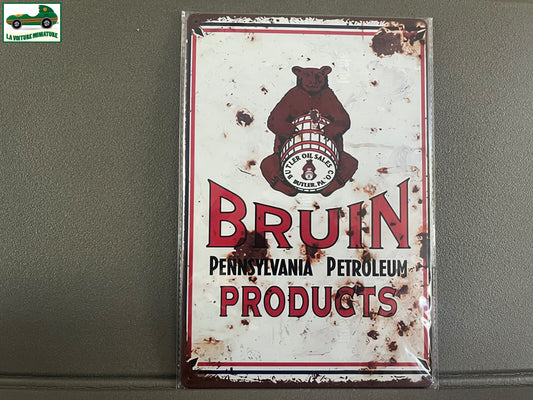 LA VOITURE MINIATURE
BUTLER OIL SALES CO.
BUTLER, PA.
BRUIN
PENNSYLVANIA PETROLEUM
PRODUCTS